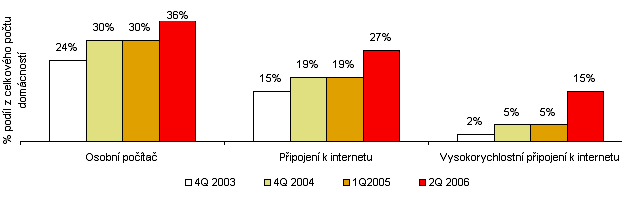 % podíl z celkového počtu
domácností
24%
30%
30%
36%
15%
19%
19%
27%
2%
5%
5%
15%
Osobní počítač
Připojení k internetu
Vysokorychlostní připojení k internetu
4Q 2003
4Q 2004
1Q2005
2Q 2006